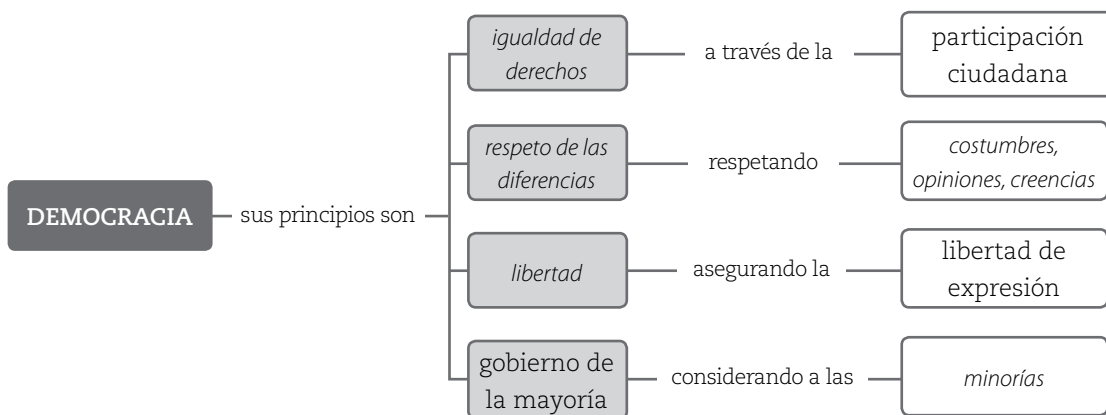 DEMOCRACIA
sus principios son
igualdad de
derechos
a través de la
participación
ciudadana
respeto de las
diferencias
respetando
costumbres,
opiniones, creencias
libertad
asegurando la
libertad de
expresión
gobierno de
la mayoría
considerando a las
minorías